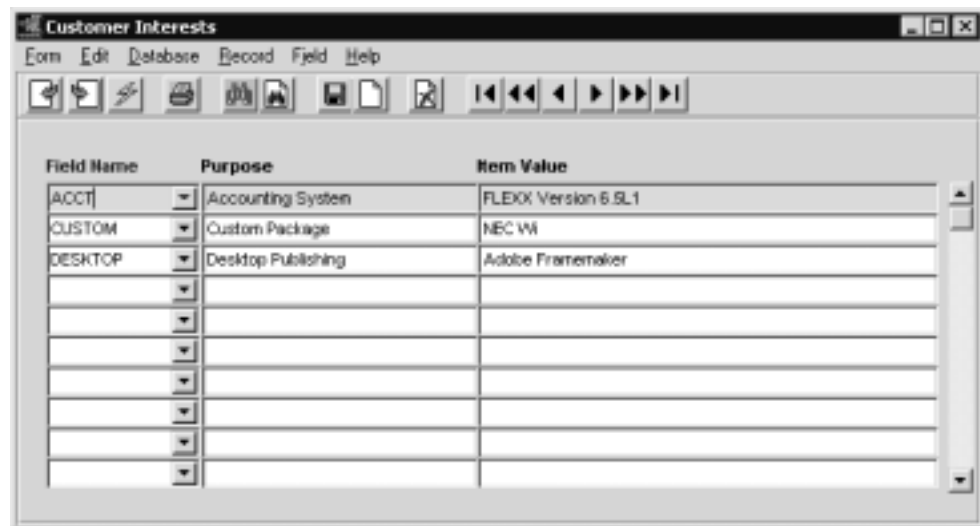 Customer Interests
Form Edit Database Record Field Help
Field Name Purpose Item Value
ACCT Accounting System FLEXX Version 6.5L1
CUSTOM Custom Package NEC
DESKTOP Desktop Publishing Adobe Framemaker